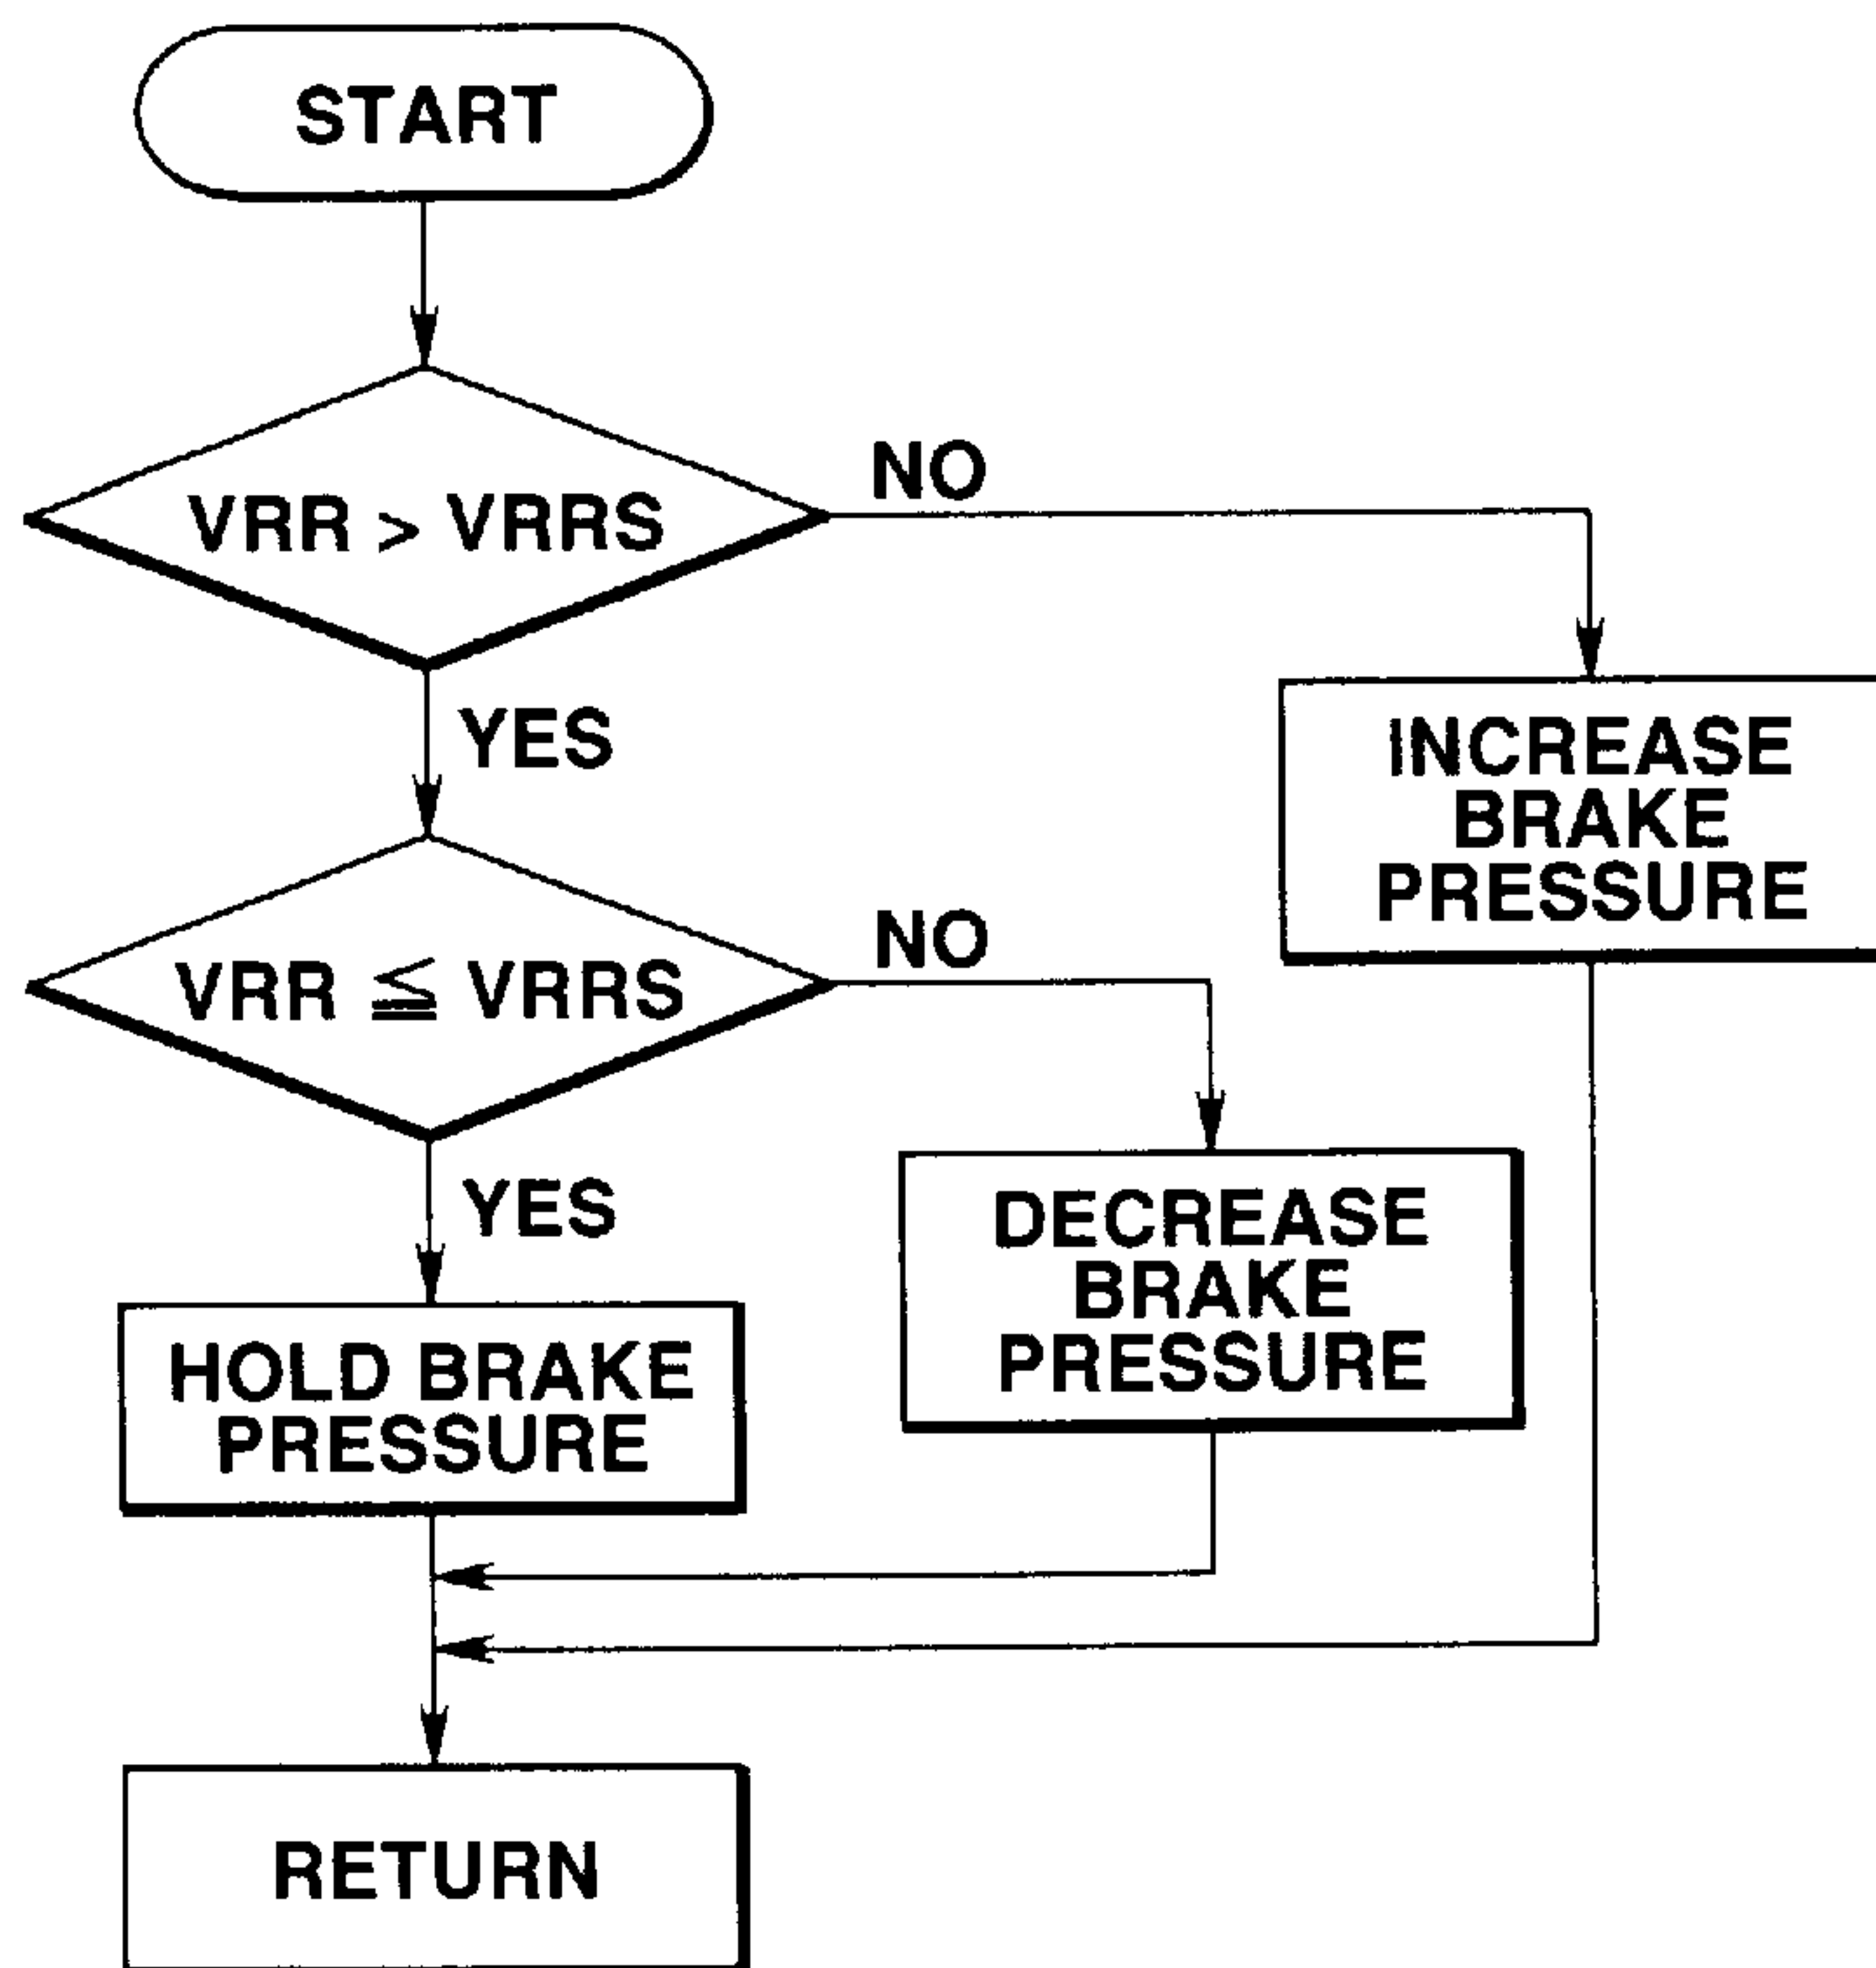 START
VRR > VRRS
NO
YES
INCREASE
BRAKE
PRESSURE
VRR ≦ VRRS
NO
YES
DECREASE
BRAKE
PRESSURE
HOLD BRAKE
PRESSURE
RETURN